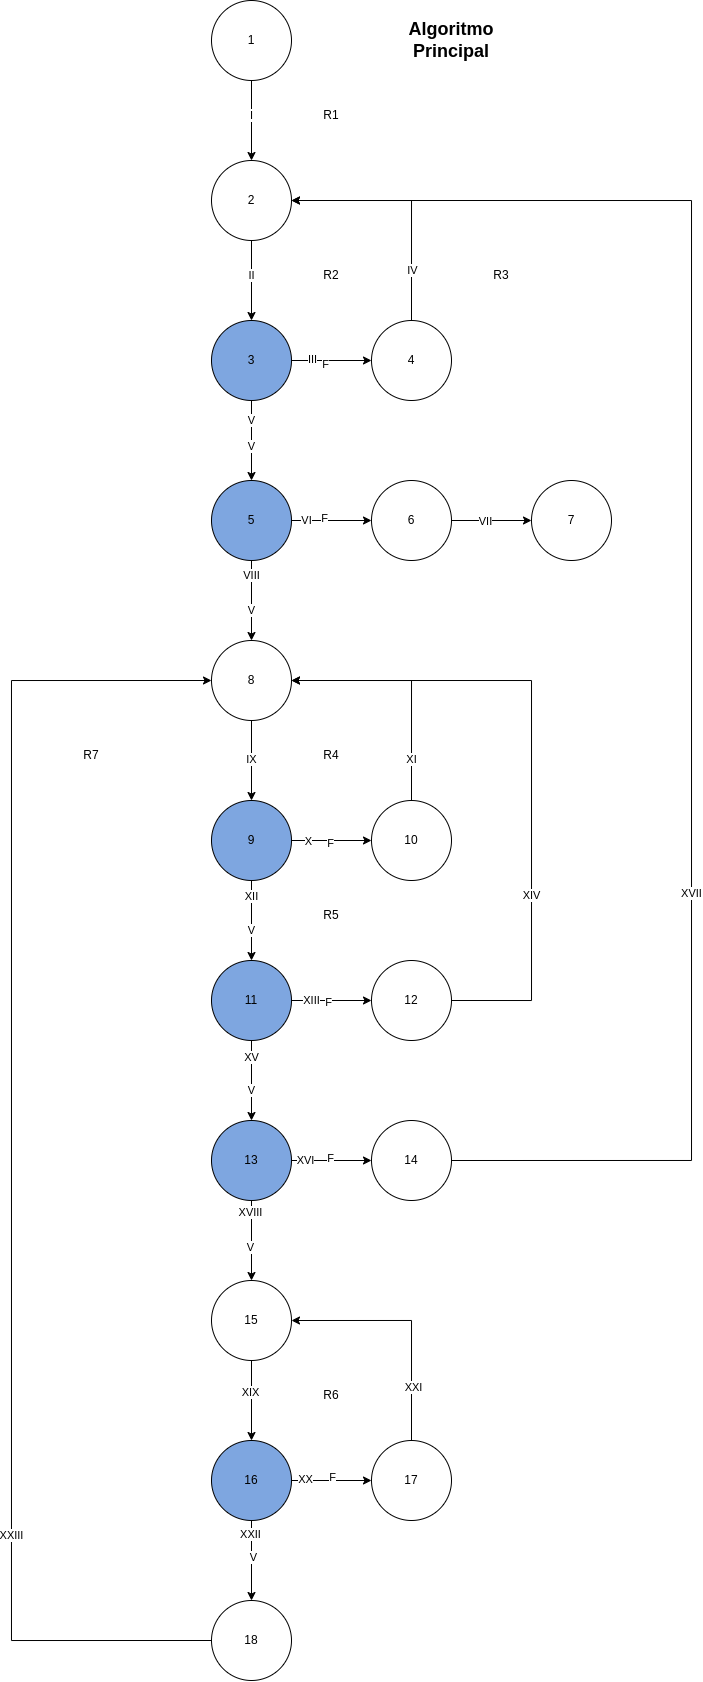 1
Algoritmo
Principal
I
R1
2
II
R2
IV
R3
3
III
F
4
V
V
5
VI
F
6
VII
7
VIII
V
8
R7
IX
R4
XI
9
X
F
10
XII
XIV
XVII
R5
V
11
XIII
F
12
XV
V
13
XVI
F
14
XVIII
V
15
XIX
R6
XXI
16
XX
F
17
XXII
XXIII
V
18